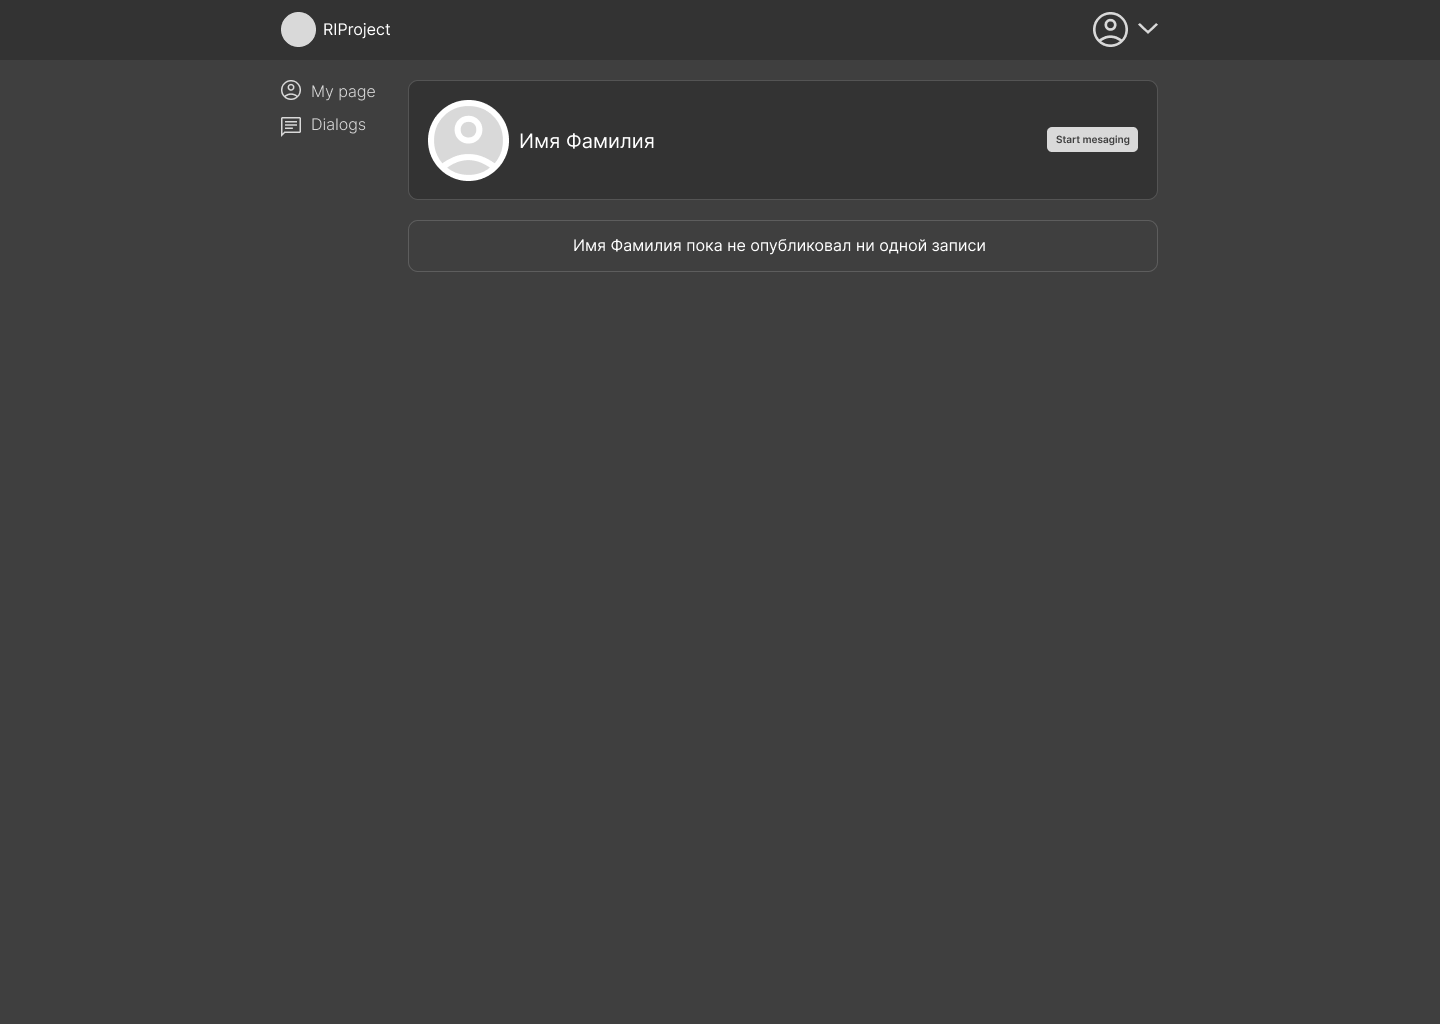 RIProject
My page
Dialogs
Имя Фамилия
Start mesaging
Имя Фамилия пока не опубликовал ни одной записи